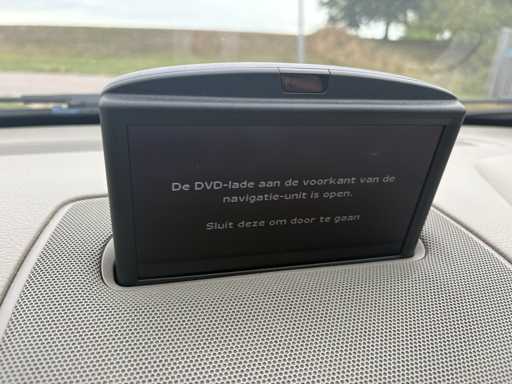 De DVD-lade aan de voorkant van de
navigatie-unit is open.
Sluit deze om door te gaan